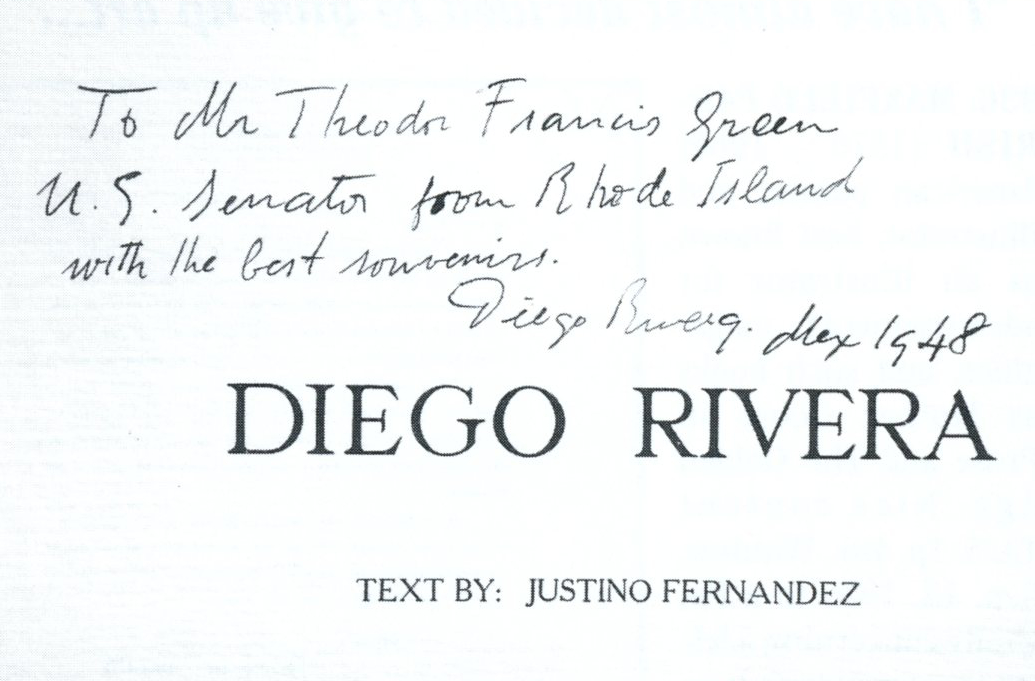 To Mr Theodor Francis Green
U.S. Senator from Rhode Island
with the best souvenirs.
Diego Rivera. Mex 1948
DIEGO RIVERA
TEXT BY: JUSTINO FERNANDEZ